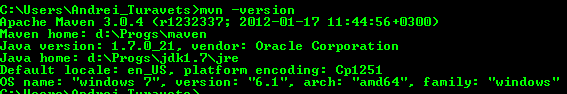 C:\Users\Andrei_Turavets>mvn -version
Apache Maven 3.0.4 (r1232337; 2012-01-17 11:44:56+0300)
Maven home: d:\Progs\maven
Java version: 1.7.0_21, vendor: Oracle Corporation
Java home: d:\Progs\jdk1.7\jre
Default locale: en_US, platform encoding: Cp1251
OS name: "windows 7", version: "6.1", arch: "amd64", family: "windows"
C:\Users\Andrei_Turavets>